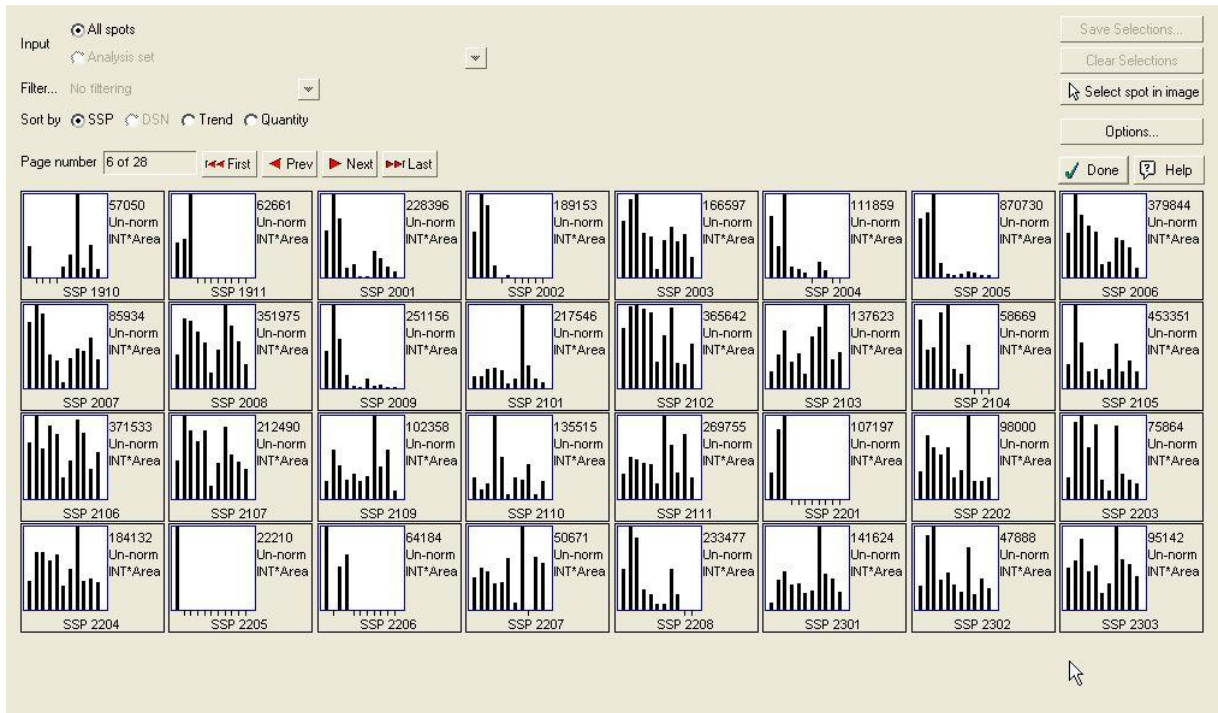 Input All spots
Analysis set
Filter... No filtering
Sort by SSP DSN Trend Quantity
Page number 6 of 28 First Prev Next Last
Save Selections...
Clear Selections
Select spot in image
Options...
Done Help
57050 62661 228396 189153 166597 111859 870730 379844
Un-norm Un-norm Un-norm Un-norm Un-norm Un-norm Un-norm Un-norm
INT*Area INT*Area INT*Area INT*Area INT*Area INT*Area INT*Area INT*Area
SSP 1910 SSP 1911 SSP 2001 SSP 2002 SSP 2003 SSP 2004 SSP 2005 SSP 2006
85934 351975 251156 217546 365642 137623 58669 453351
Un-norm Un-norm Un-norm Un-norm Un-norm Un-norm Un-norm Un-norm
INT*Area INT*Area INT*Area INT*Area INT*Area INT*Area INT*Area INT*Area
SSP 2007 SSP 2008 SSP 2009 SSP 2101 SSP 2102 SSP 2103 SSP 2104 SSP 2105
371533 212490 102358 135515 269755 107197 98000 75864
Un-norm Un-norm Un-norm Un-norm Un-norm Un-norm Un-norm Un-norm
INT*Area INT*Area INT*Area INT*Area INT*Area INT*Area INT*Area INT*Area
SSP 2106 SSP 2107 SSP 2109 SSP 2110 SSP 2111 SSP 2201 SSP 2202 SSP 2203
184132 22210 64184 50671 233477 141624 47888 95142
Un-norm Un-norm Un-norm Un-norm Un-norm Un-norm Un-norm Un-norm
INT*Area INT*Area INT*Area INT*Area INT*Area INT*Area INT*Area INT*Area
SSP 2204 SSP 2205 SSP 2206 SSP 2207 SSP 2208 SSP 2301 SSP 2302 SSP 2303